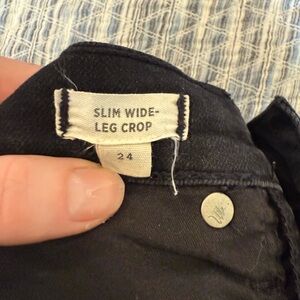 SLIM WIDE-
LEG CROP
24